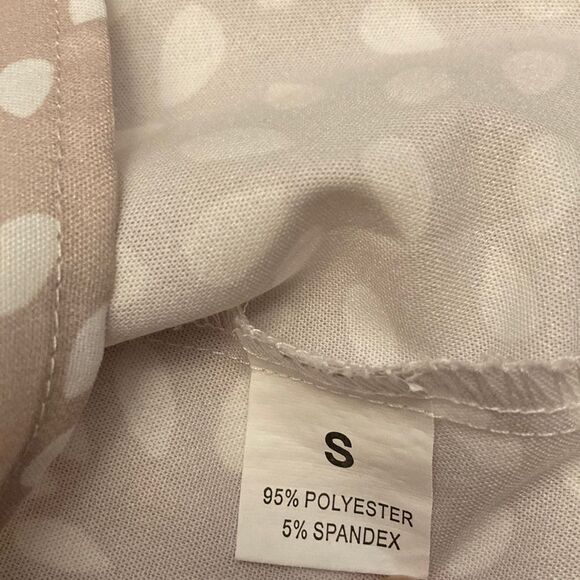 S
95% POLYESTER
5% SPANDEX